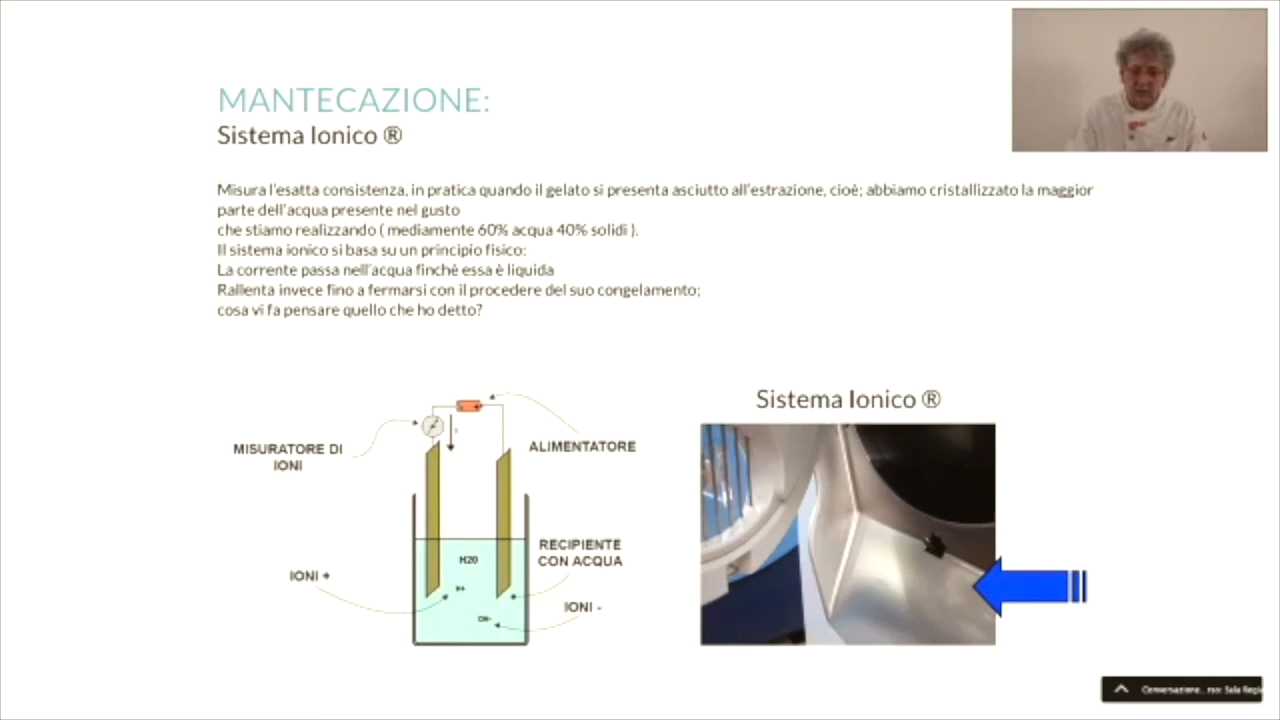 MANTECAZIONE:
Sistema Ionico ®
Misura l'esatta consistenza, in pratica quando il gelato si presenta asciutto all'estrazione, cioè; abbiamo cristallizzato la maggior
parte dell'acqua presente nel gusto
che stiamo realizzando ( mediamente 60% acqua 40% solidi ).
Il sistema ionico si basa su un principio fisico:
La corrente passa nell'acqua finchè essa è liquida
Rallenta invece fino a fermarsi con il procedere del suo congelamento;
cosa vi fa pensare quello che ho detto?
Sistema Ionico ®
MISURATORE DI
IONI
ALIMENTATORE
RECIPIENTE
CON ACQUA
H20
IONI +
H+
IONI -
OH-
Conversazione... rso: Sala